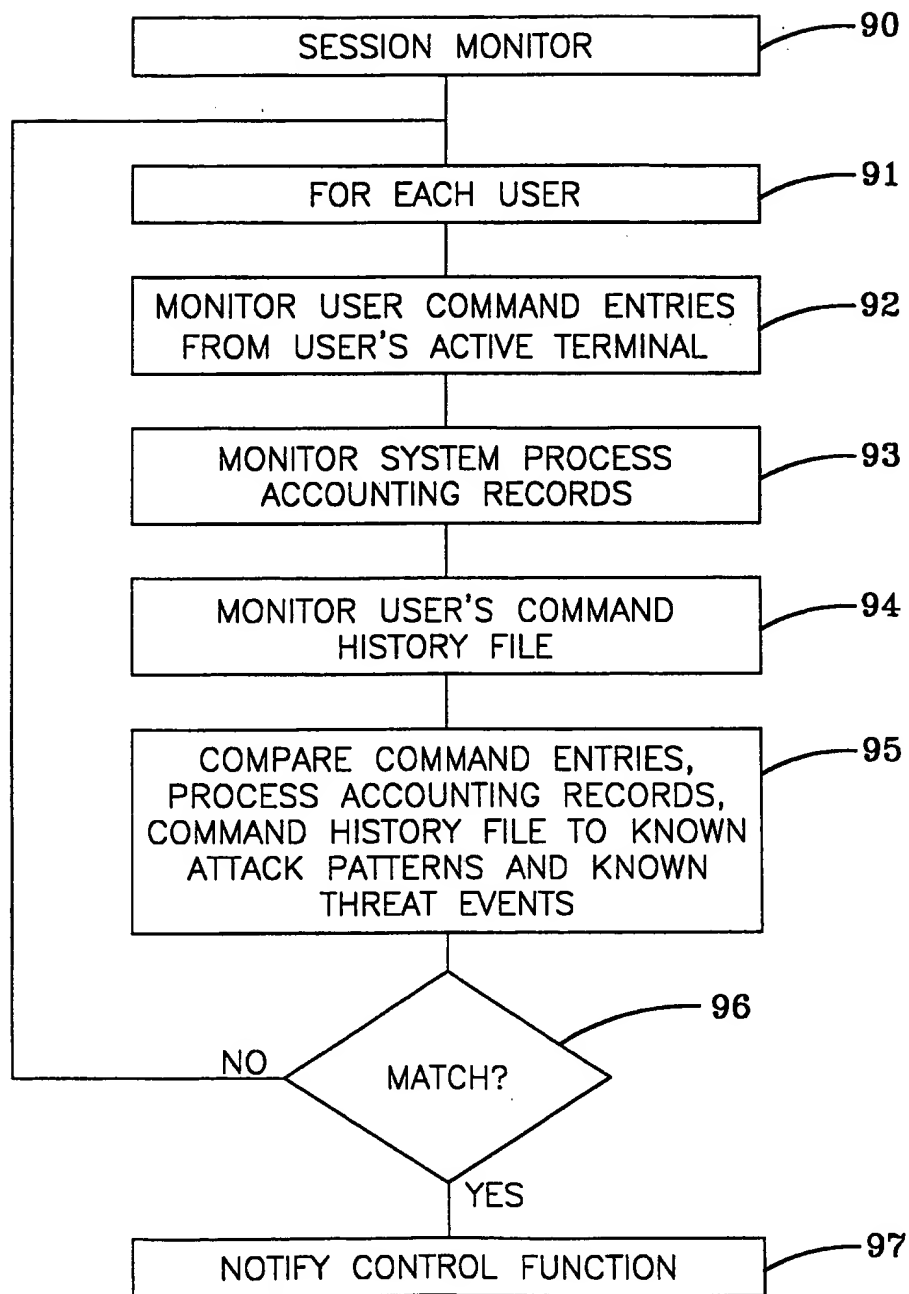 SESSION MONITOR
90
FOR EACH USER
91
MONITOR USER COMMAND ENTRIES
FROM USER'S ACTIVE TERMINAL
92
MONITOR SYSTEM PROCESS
ACCOUNTING RECORDS
93
MONITOR USER'S COMMAND
HISTORY FILE
94
COMPARE COMMAND ENTRIES,
PROCESS ACCOUNTING RECORDS,
COMMAND HISTORY FILE TO KNOWN
ATTACK PATTERNS AND KNOWN
THREAT EVENTS
95
MATCH?
96
NO
YES
NOTIFY CONTROL FUNCTION
97